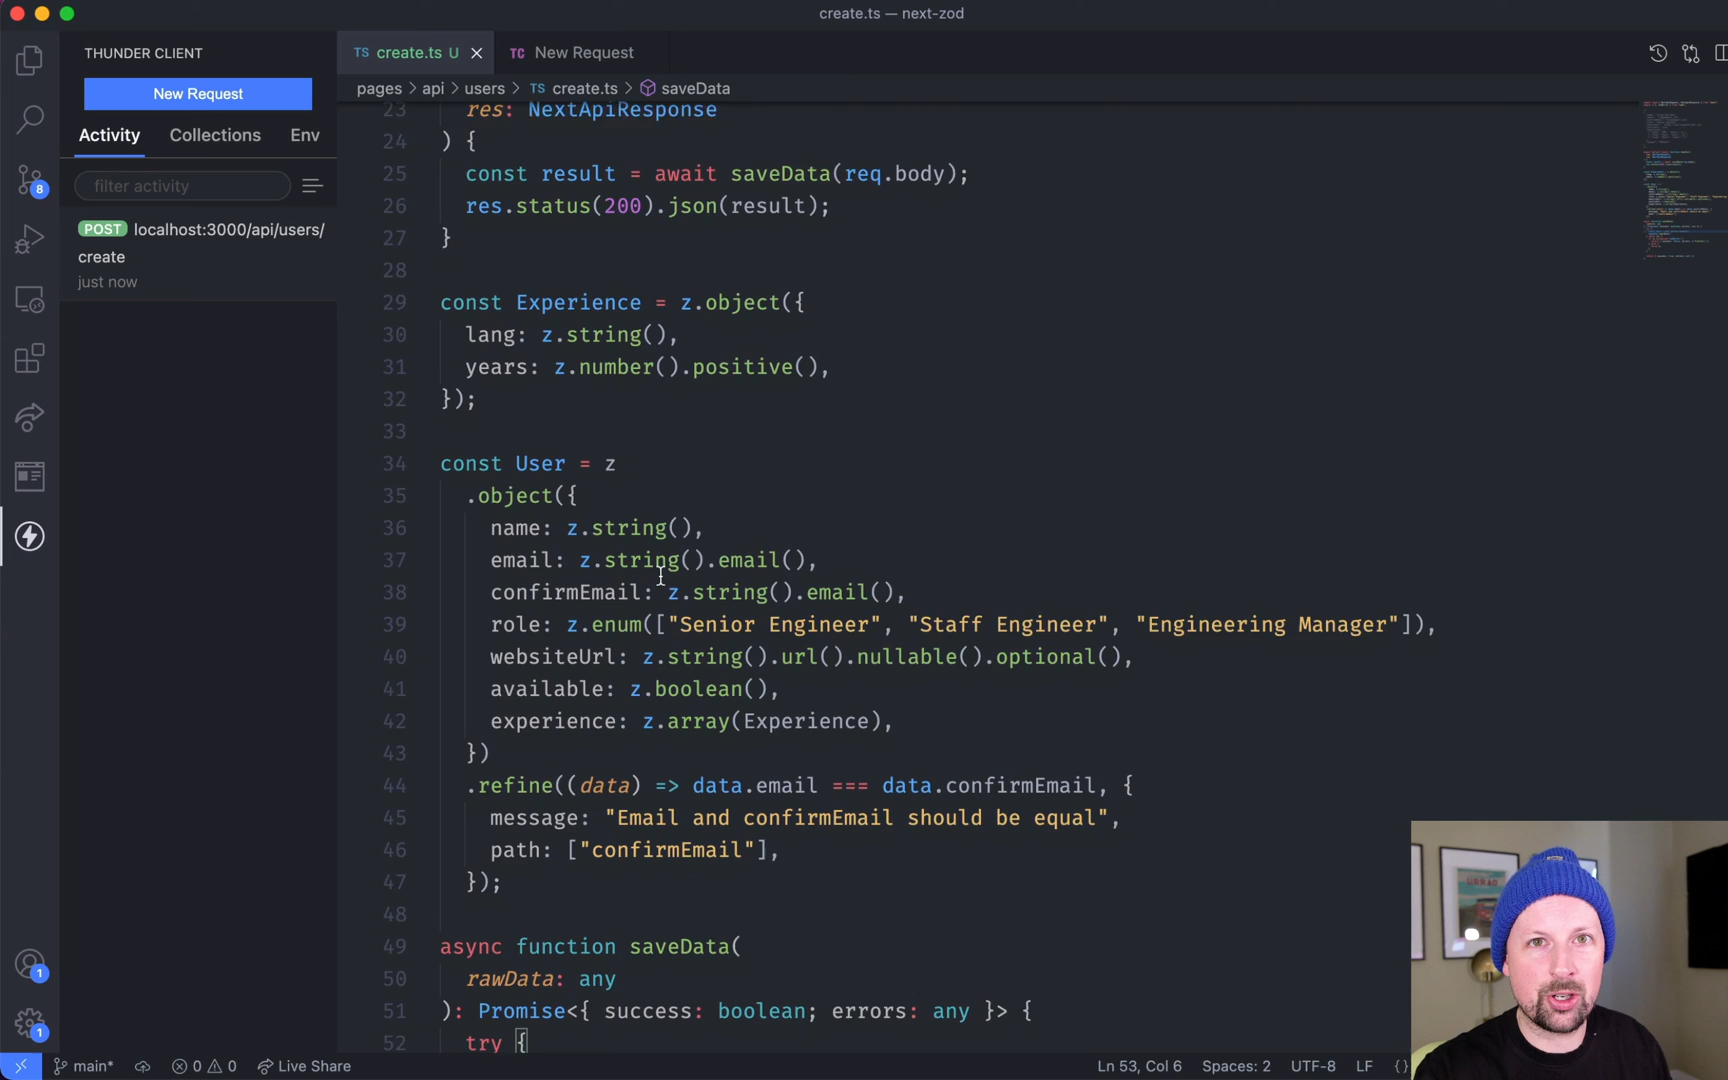 create.ts — next-zod
THUNDER CLIENT
New Request
Activity Collections Env
filter activity
POST localhost:3000/api/users/
create
just now
8
TS create.ts U
TC New Request
pages > api > users > TS create.ts > saveData
23 res: NextApiResponse
24 ) {
25 const result = await saveData(req.body);
26 res.status(200).json(result);
27 }
28
29 const Experience = z.object({
30 lang: z.string(),
31 years: z.number().positive(),
32 });
33
34 const User = z
35 .object({
36 name: z.string(),
37 email: z.string().email(),
38 confirmEmail: z.string().email(),
39 role: z.enum(["Senior Engineer", "Staff Engineer", "Engineering Manager"]),
40 websiteUrl: z.string().url().nullable().optional(),
41 available: z.boolean(),
42 experience: z.array(Experience),
43 })
44 .refine((data) => data.email === data.confirmEmail, {
45 message: "Email and confirmEmail should be equal",
46 path: ["confirmEmail"],
47 });
48
49 async function saveData(
50 rawData: any
51 ): Promise<{ success: boolean; errors: any }> {
52 try {
1
1
main* 0 0 Live Share
Ln 53, Col 6 Spaces: 2 UTF-8 LF {}